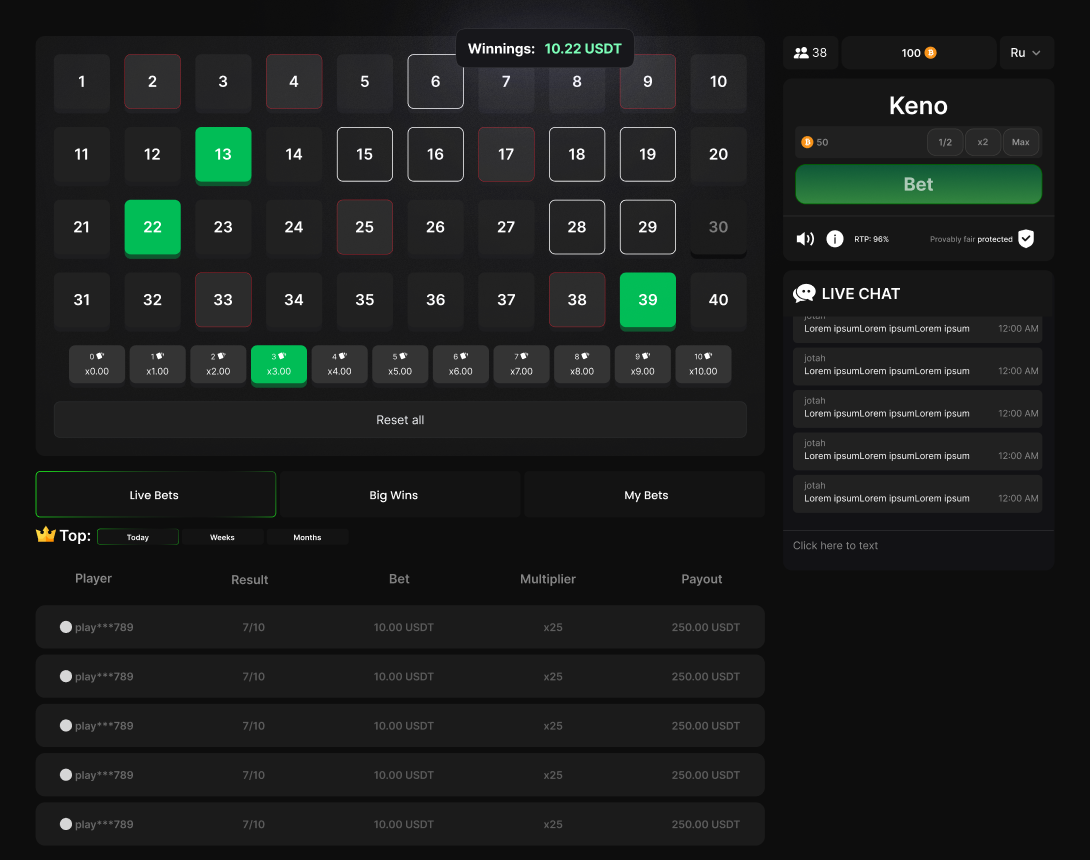 Winnings: 10.22 USDT
1 2 3 4 5 6 7 8 9 10
11 12 13 14 15 16 17 18 19 20
21 22 23 24 25 26 27 28 29 30
31 32 33 34 35 36 37 38 39 40
0 1 2 3 4 5 6 7 8 9 10
x0.00 x1.00 x2.00 x3.00 x4.00 x5.00 x6.00 x7.00 x8.00 x9.00 x10.00
Reset all
38 100 Ru
Keno
50 1/2 x2 Max
Bet
RTP: 96% Provably fair protected
LIVE CHAT
jotah
Lorem ipsumLorem ipsumLorem ipsum 12:00 AM
jotah
Lorem ipsumLorem ipsumLorem ipsum 12:00 AM
jotah
Lorem ipsumLorem ipsumLorem ipsum 12:00 AM
jotah
Lorem ipsumLorem ipsumLorem ipsum 12:00 AM
jotah
Lorem ipsumLorem ipsumLorem ipsum 12:00 AM
Click here to text
Live Bets Big Wins My Bets
Top: Today Weeks Months
Player Result Bet Multiplier Payout
play***789 7/10 10.00 USDT x25 250.00 USDT
play***789 7/10 10.00 USDT x25 250.00 USDT
play***789 7/10 10.00 USDT x25 250.00 USDT
play***789 7/10 10.00 USDT x25 250.00 USDT
play***789 7/10 10.00 USDT x25 250.00 USDT